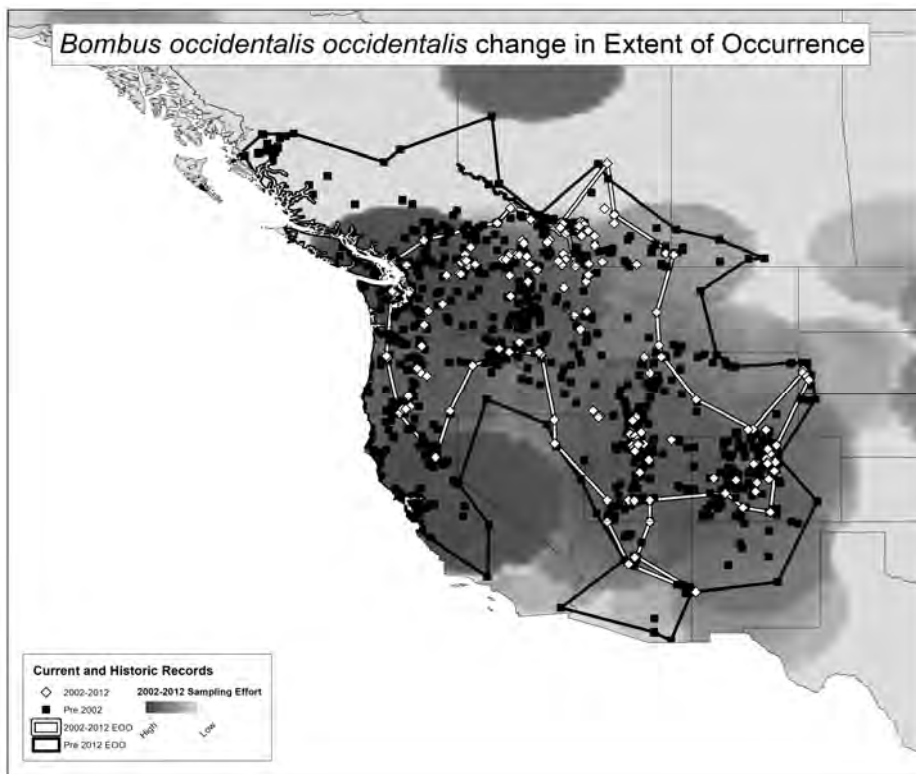 Bombus occidentalis occidentalis change in Extent of Occurrence
Current and Historic Records
2002-2012
Pre 2002
2002-2012 EOO
Pre 2012 EOO
2002-2012 Sampling Effort
High
Low